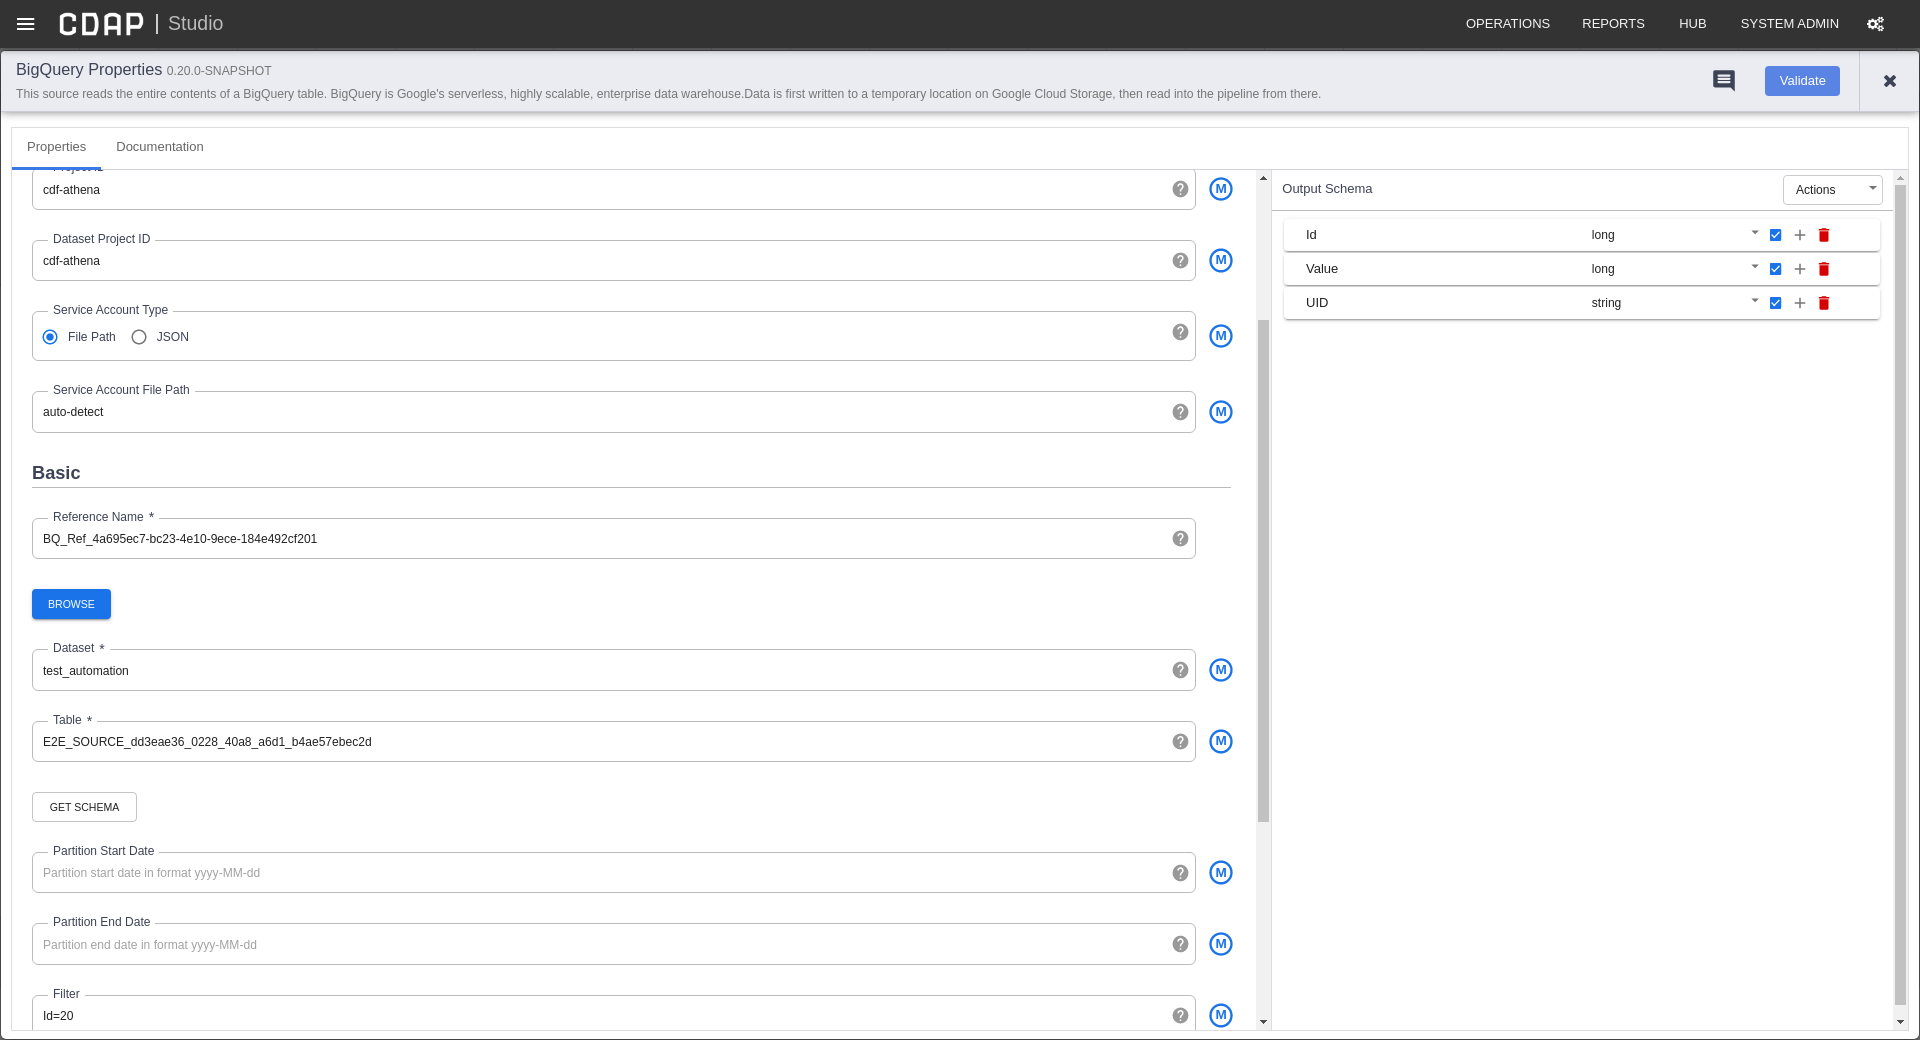 CDAP | Studio
OPERATIONS REPORTS HUB SYSTEM ADMIN
BigQuery Properties 0.20.0-SNAPSHOT
This source reads the entire contents of a BigQuery table. BigQuery is Google's serverless, highly scalable, enterprise data warehouse.Data is first written to a temporary location on Google Cloud Storage, then read into the pipeline from there.
Validate
Properties Documentation
Project ID
cdf-athena
M
Dataset Project ID
cdf-athena
M
Service Account Type
File Path JSON
M
Service Account File Path
auto-detect
M
Basic
Reference Name *
BQ_Ref_4a695ec7-bc23-4e10-9ece-184e492cf201
BROWSE
Dataset *
test_automation
M
Table *
E2E_SOURCE_dd3eae36_0228_40a8_a6d1_b4ae57ebec2d
M
GET SCHEMA
Partition Start Date
Partition start date in format yyyy-MM-dd
M
Partition End Date
Partition end date in format yyyy-MM-dd
M
Filter
Id=20
M
Output Schema
Actions
Id long
Value long
UID string